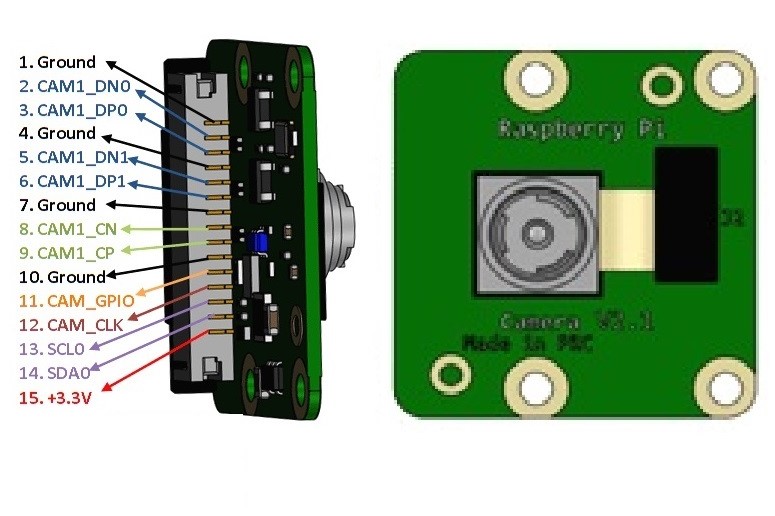 1. Ground
2. CAM1_DN0
3. CAM1_DP0
4. Ground
5. CAM1_DN1
6. CAM1_DP1
7. Ground
8. CAM1_CN
9. CAM1_CP
10. Ground
11. CAM_GPIO
12. CAM_CLK
13. SCL0
14. SDA0
15. +3.3V
Raspberry Pi
J2
Camera V2.1
Made in PRC